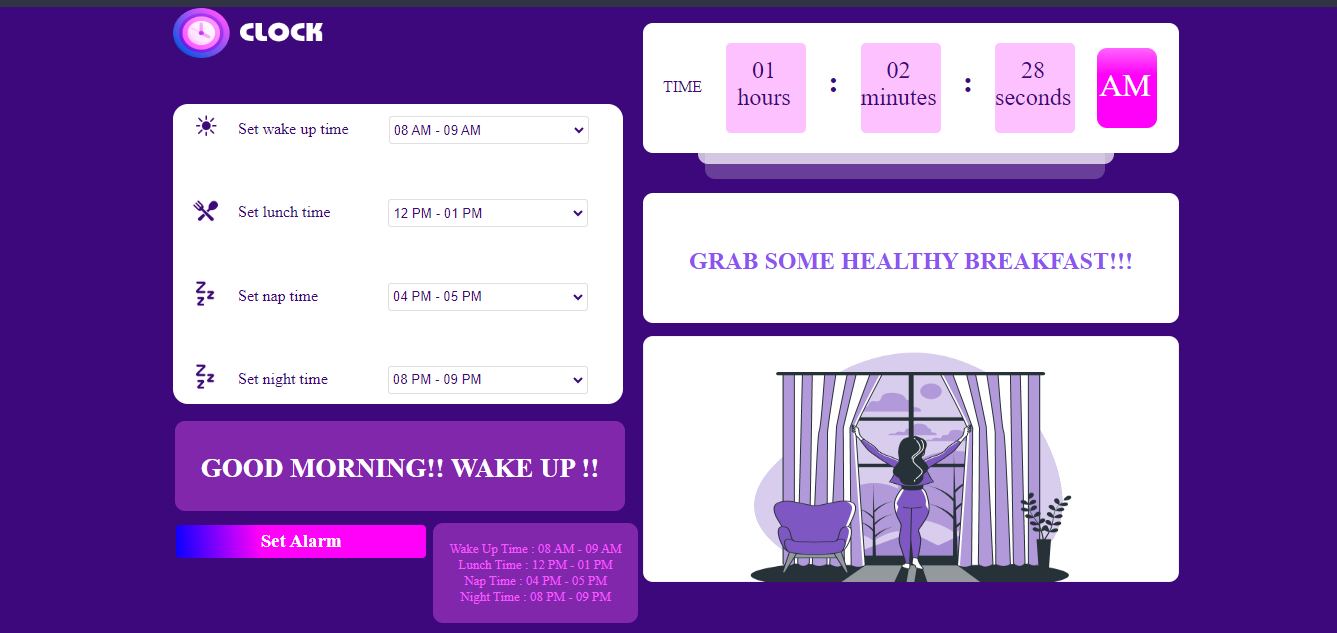 CLOCK
Set wake up time
08 AM - 09 AM
Set lunch time
12 PM - 01 PM
Set nap time
04 PM - 05 PM
Set night time
08 PM - 09 PM
GOOD MORNING!! WAKE UP !!
Set Alarm
Wake Up Time : 08 AM - 09 AM
Lunch Time : 12 PM - 01 PM
Nap Time : 04 PM - 05 PM
Night Time : 08 PM - 09 PM
TIME
01
hours
:
02
minutes
:
28
seconds
AM
GRAB SOME HEALTHY BREAKFAST!!!